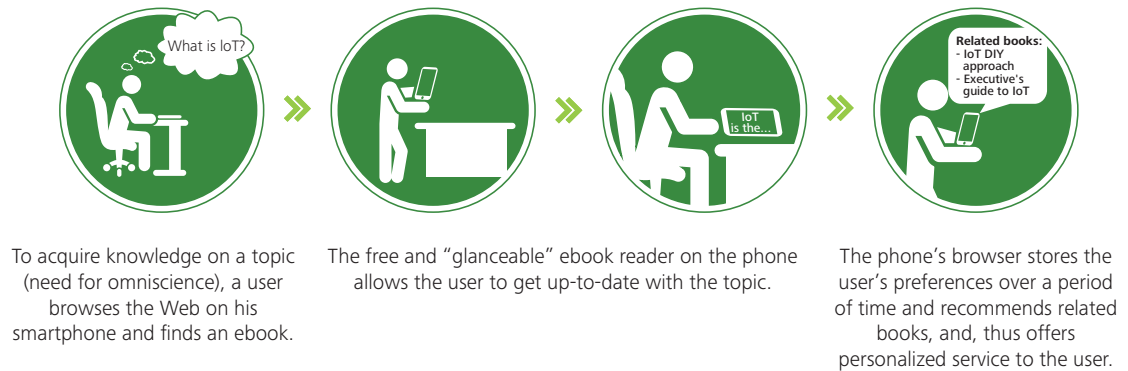 What is IoT?
IoT
is the...
Related books:
- IoT DIY
approach
- Executive's
guide to IoT
To acquire knowledge on a topic
(need for omniscience), a user
browses the Web on his
smartphone and finds an ebook.
The free and “glanceable” ebook reader on the phone
allows the user to get up-to-date with the topic.
The phone’s browser stores the
user’s preferences over a period
of time and recommends related
books, and, thus offers
personalized service to the user.